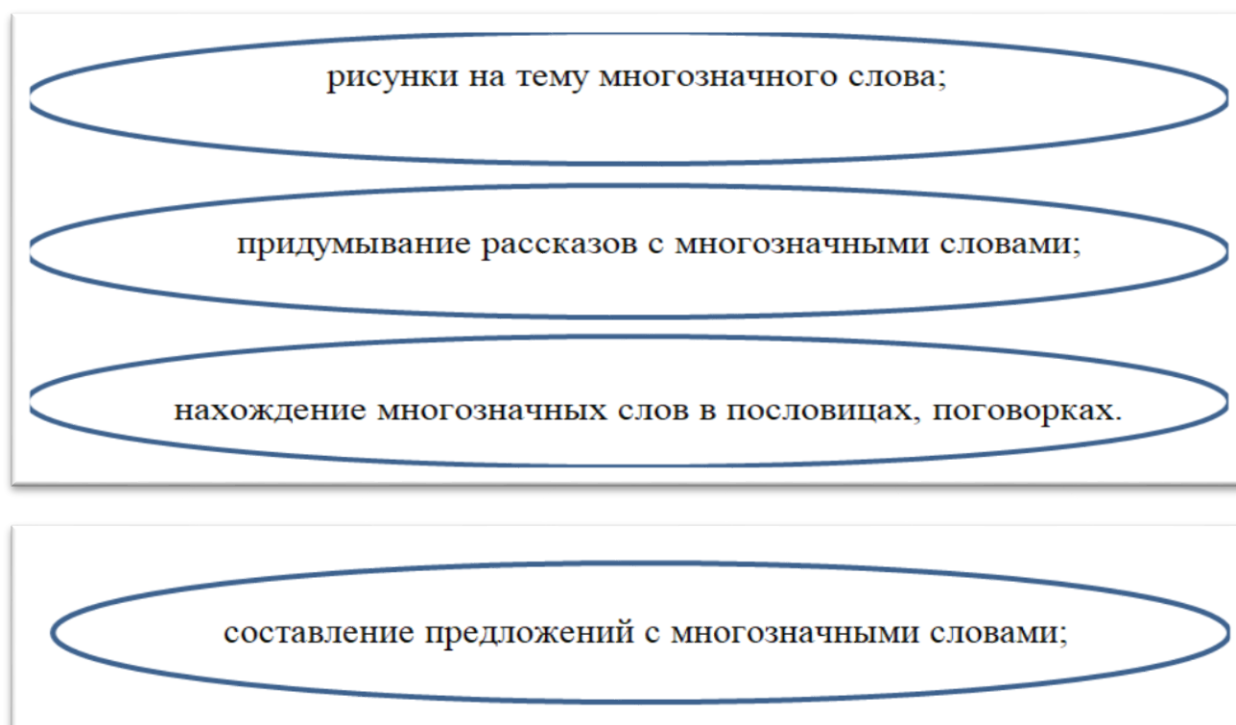 рисунки на тему многозначного слова;
придумывание рассказов с многозначными словами;
нахождение многозначных слов в пословицах, поговорках.
составление предложений с многозначными словами;